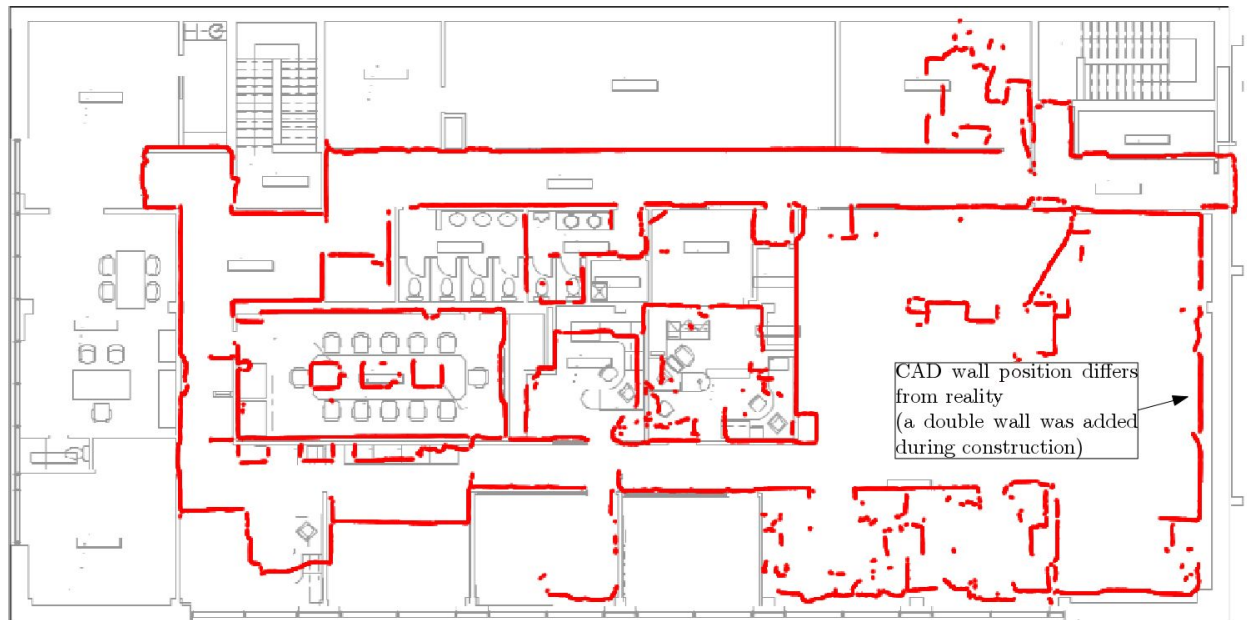 CAD wall position differs
from reality
(a double wall was added
during construction)